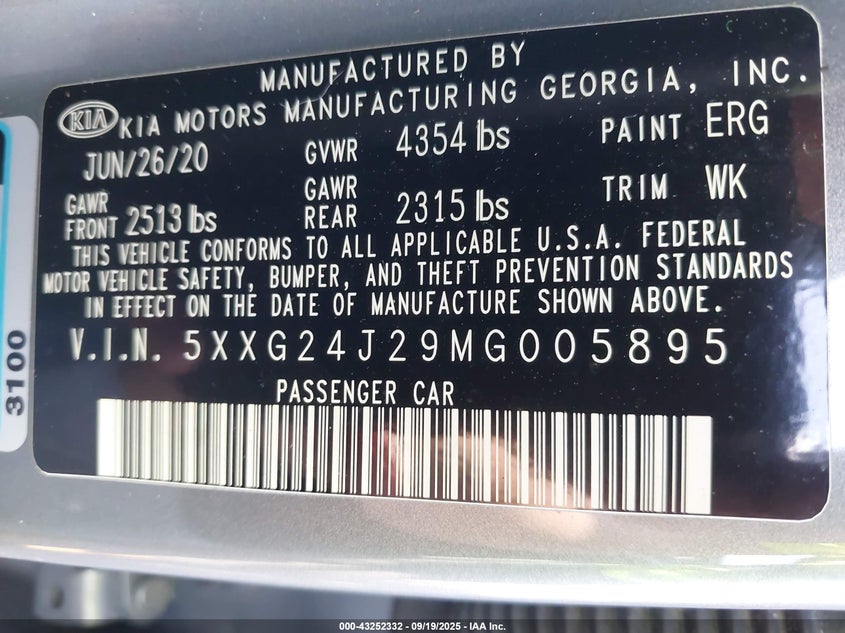 MANUFACTURED BY
KIA KIA MOTORS MANUFACTURING GEORGIA, INC.
JUN/26/20 GVWR 4354 lbs PAINT ERG
GAWR FRONT 2513 lbs GAWR REAR 2315 lbs TRIM WK
THIS VEHICLE CONFORMS TO ALL APPLICABLE U.S.A. FEDERAL
MOTOR VEHICLE SAFETY, BUMPER, AND THEFT PREVENTION STANDARDS
IN EFFECT ON THE DATE OF MANUFACTURE SHOWN ABOVE.
V.I.N. 5XXG24J29MG005895
PASSENGER CAR
3100
000-43252332 - 09/19/2025 - IAA Inc.